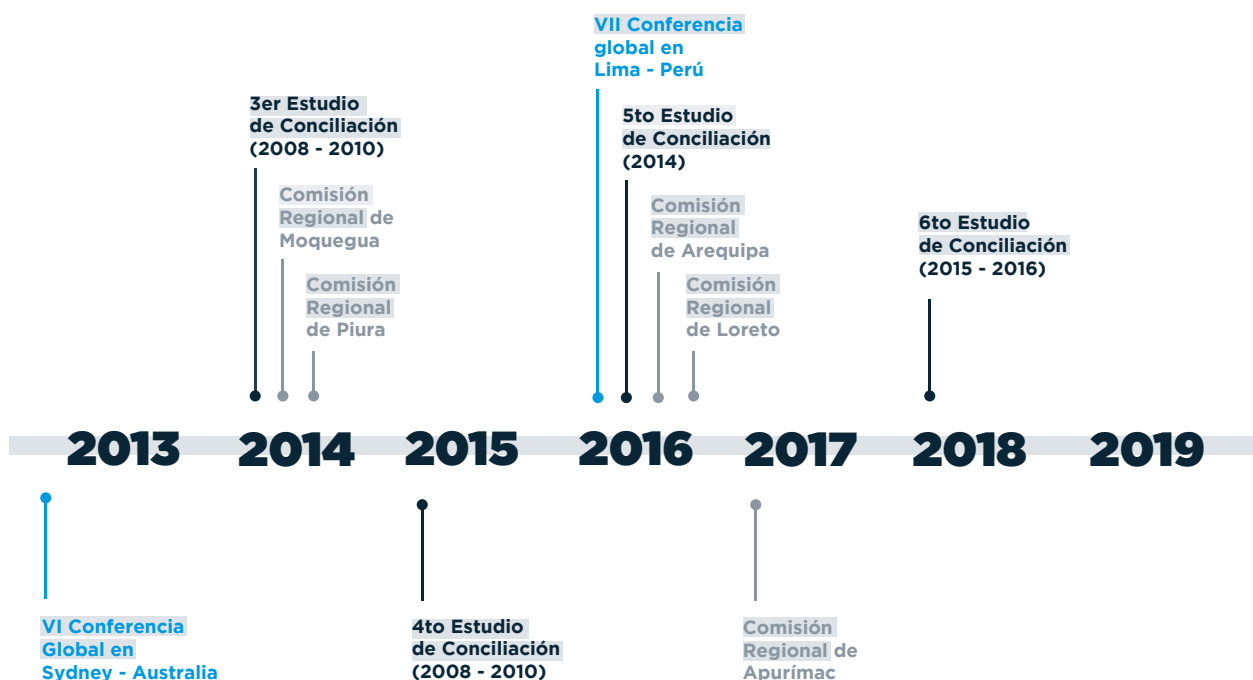 VII Conferencia
global en
Lima - Perú
3er Estudio
de Conciliación
(2008 - 2010)
5to Estudio
de Conciliación
(2014)
Comisión
Regional de
Moquegua
Comisión
Regional
de Arequipa
6to Estudio
de Conciliación
(2015 - 2016)
Comisión
Regional
de Piura
Comisión
Regional
de Loreto
2013 2014 2015 2016 2017 2018 2019
VI Conferencia
Global en
Sydney - Australia
4to Estudio
de Conciliación
(2008 - 2010)
Comisión
Regional de
Apurímac